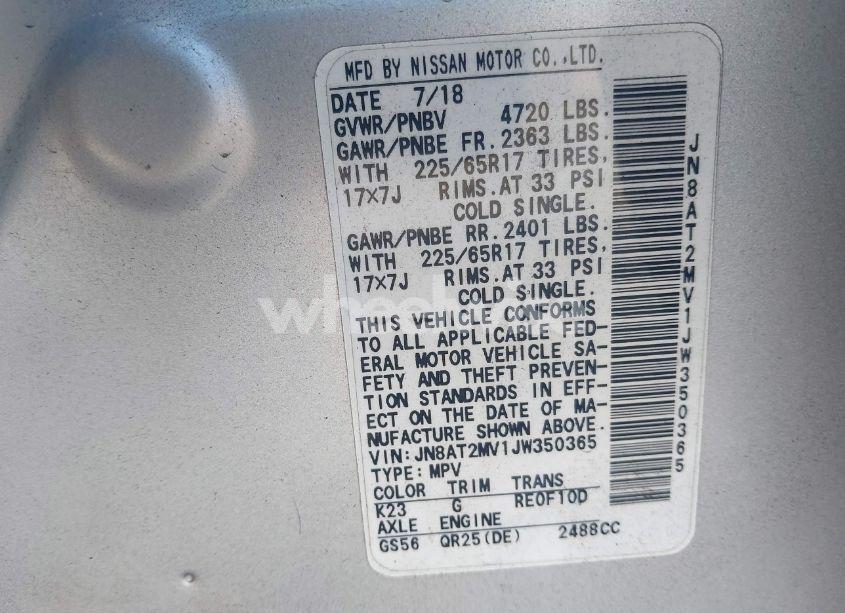 MFD BY NISSAN MOTOR CO.,LTD.
DATE 7/18
GVWR/PNBV 4720 LBS.
GAWR/PNBE FR. 2363 LBS.
WITH 225/65R17 TIRES,
17X7J RIMS.AT 33 PSI
COLD SINGLE.
GAWR/PNBE RR. 2401 LBS.
WITH 225/65R17 TIRES,
17X7J RIMS.AT 33 PSI
COLD SINGLE.
THIS VEHICLE CONFORMS
TO ALL APPLICABLE FED-
ERAL MOTOR VEHICLE SA-
FETY AND THEFT PREVEN-
TION STANDARDS IN EFF-
ECT ON THE DATE OF MA-
NUFACTURE SHOWN ABOVE.
VIN:JN8AT2MV1JW350365
TYPE:MPV
COLOR TRIM TRANS
K23 G RE0F10D
AXLE ENGINE
GS56 QR25(DE) 2488CC
JN8AT2MV1JW350365